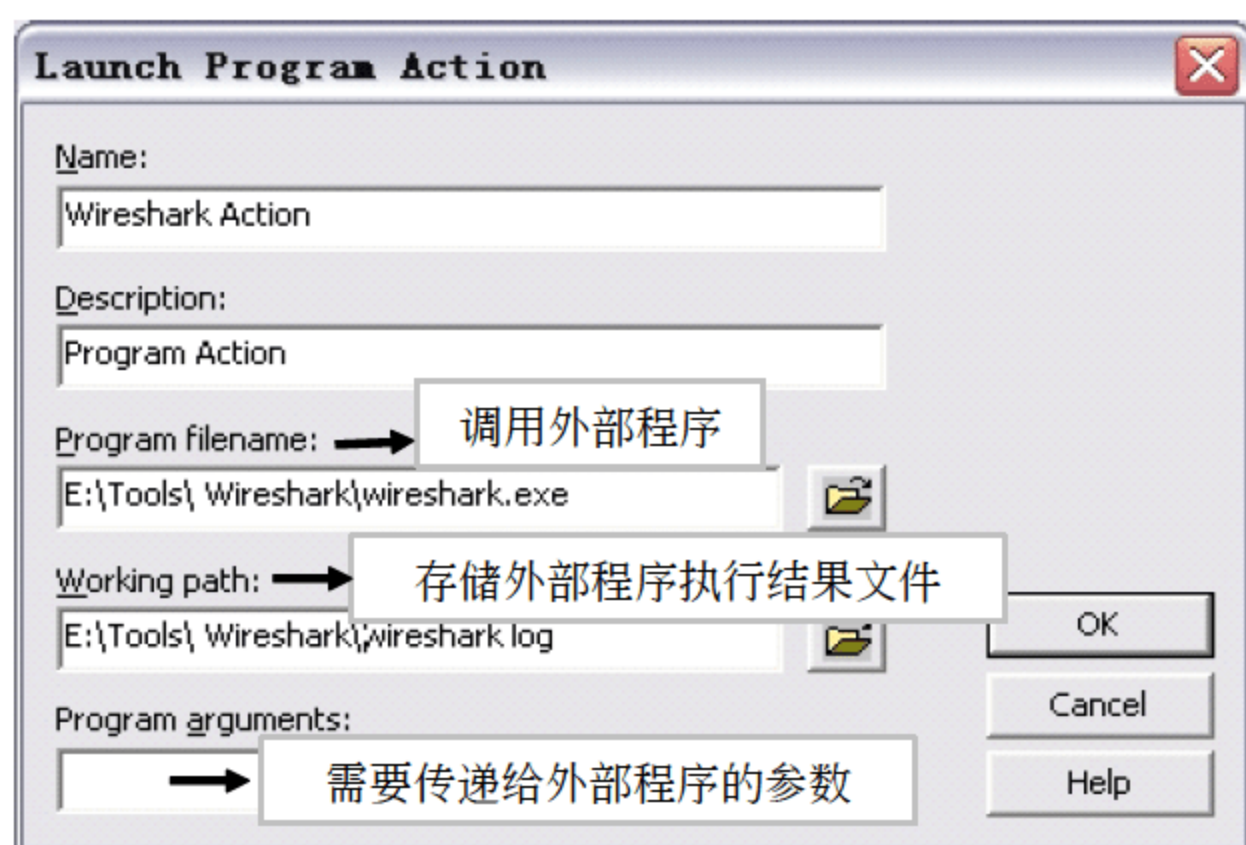 Launch Program Action
Name:
Wireshark Action
Description:
Program Action
Program filename:
调用外部程序
E:\Tools\ Wireshark\wireshark.exe
Working path:
存储外部程序执行结果文件
E:\Tools\ Wireshark\wireshark log
OK
Program arguments:
Cancel
需要传递给外部程序的参数
Help